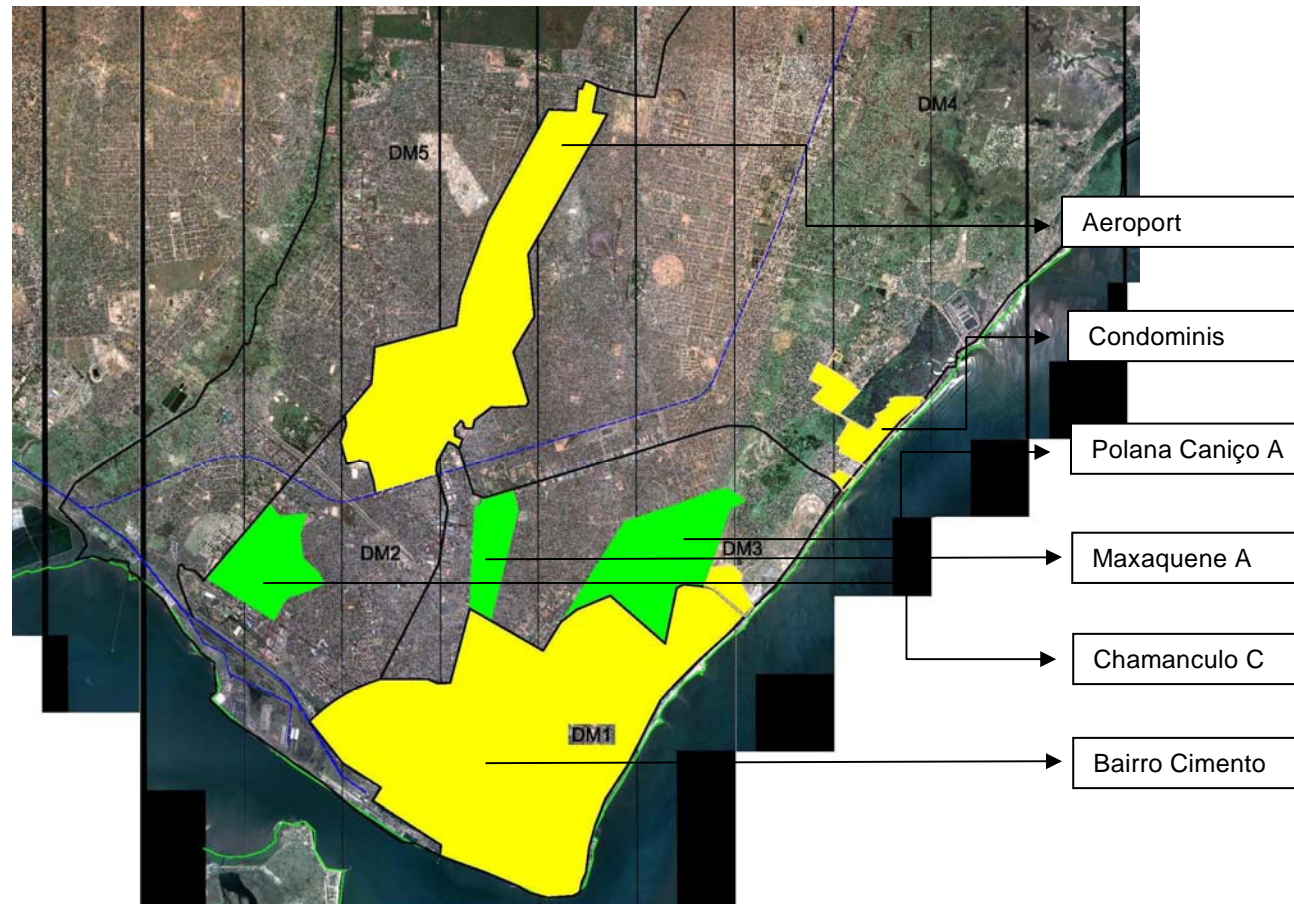 DM4
DM5
Aeroport
Condominis
Polana Caniço A
DM2
DM3
Maxaquene A
Chamanculo C
DM1
Bairro Cimento